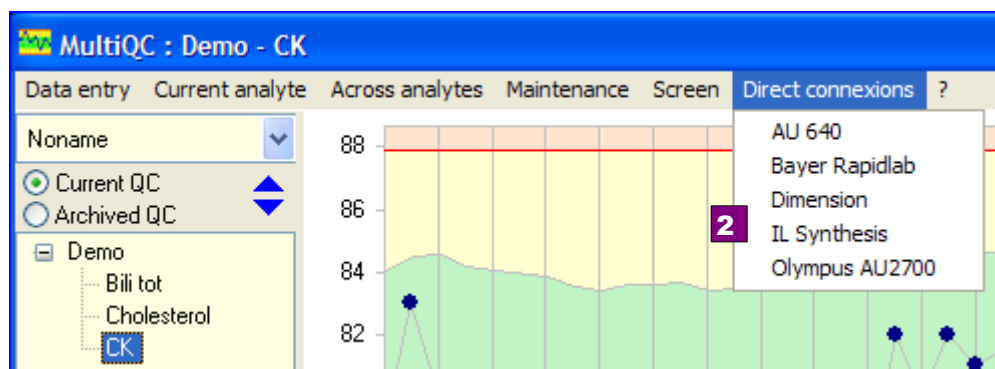 MultiQC : Demo - CK
Data entry Current analyte Across analytes Maintenance Screen Direct connexions ?
Noname
Current QC
Archived QC
Demo
Bili tot
Cholesterol
CK
88
86
84
82
AU 640
Bayer Rapidlab
Dimension
2
IL Synthesis
Olympus AU2700